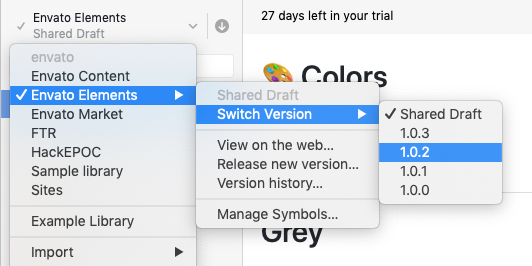 Envato Elements
Shared Draft
27 days left in your trial
🎨 Colors
envato
Envato Content
✓ Envato Elements
Envato Market
FTR
HackEPOC
Sample library
Sites
Example Library
Import
Shared Draft
Switch Version
View on the web...
Release new version...
Version history...
Manage Symbols...
✓ Shared Draft
1.0.3
1.0.2
1.0.1
1.0.0
Grey